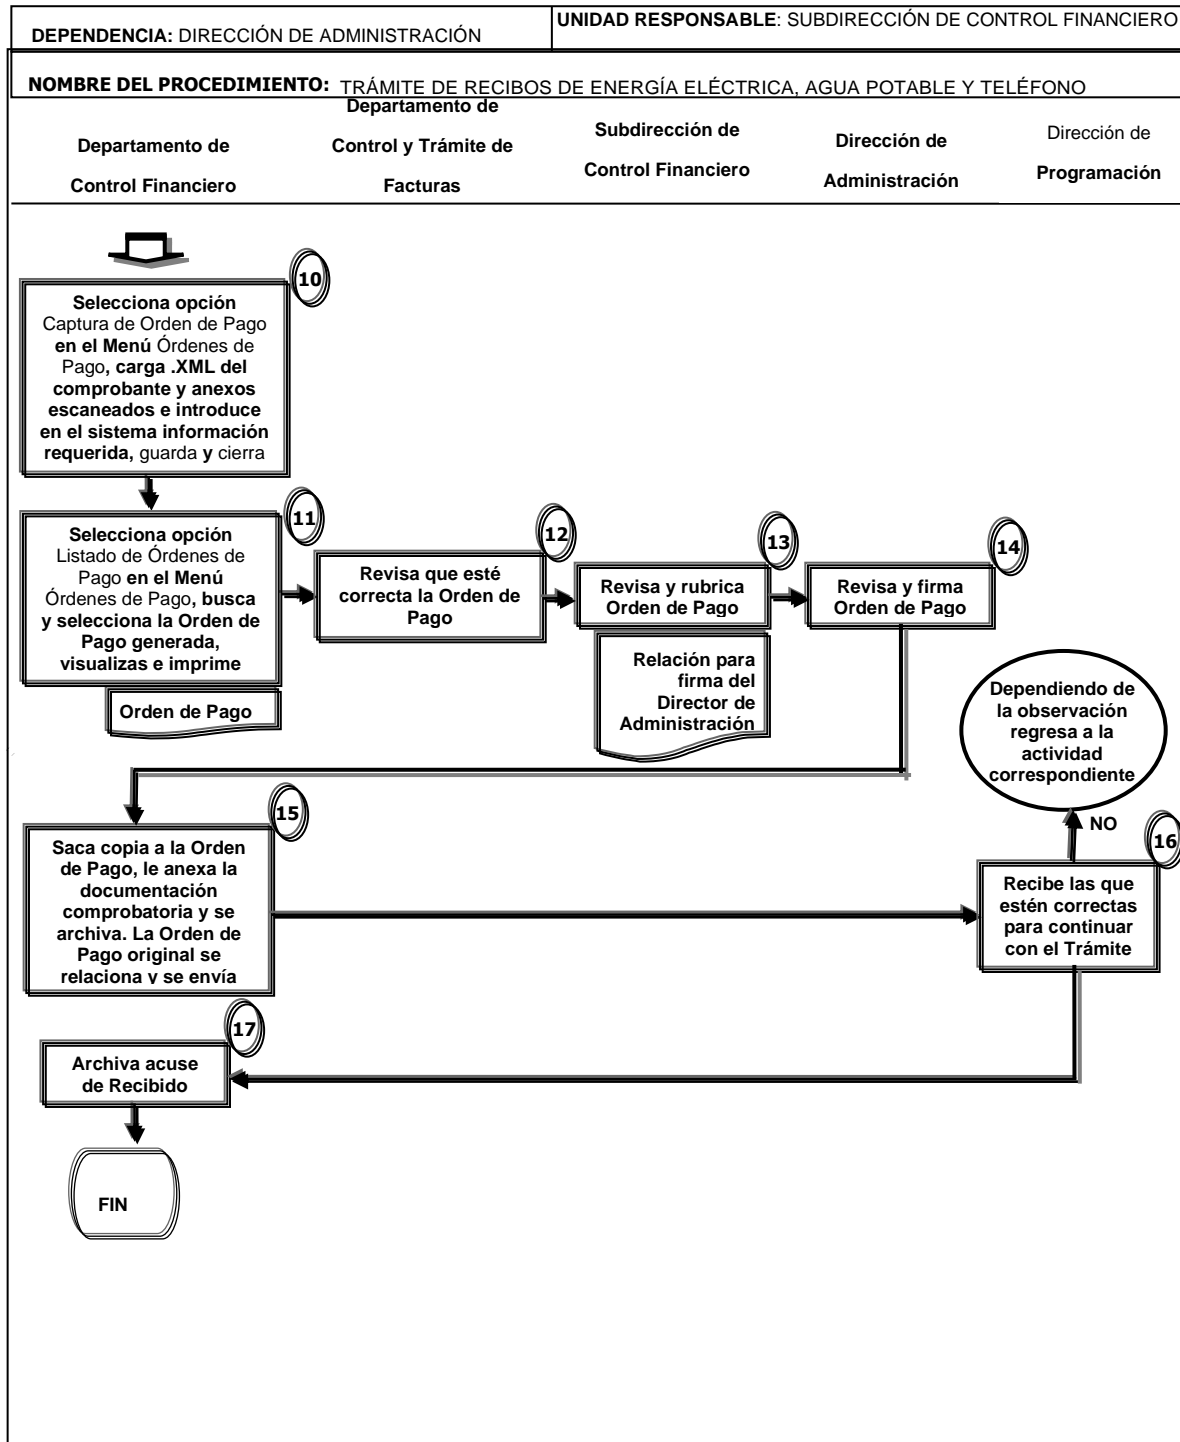 DEPENDENCIA: DIRECCIÓN DE ADMINISTRACIÓN
UNIDAD RESPONSABLE: SUBDIRECCIÓN DE CONTROL FINANCIERO
NOMBRE DEL PROCEDIMIENTO: TRÁMITE DE RECIBOS DE ENERGÍA ELÉCTRICA, AGUA POTABLE Y TELÉFONO
Departamento de
Control Financiero
Departamento de
Control y Trámite de
Facturas
Subdirección de
Control Financiero
Dirección de
Administración
Dirección de
Programación
10
Selecciona opción
Captura de Orden de Pago
en el Menú Órdenes de
Pago, carga .XML del
comprobante y anexos
escaneados e introduce
en el sistema información
requerida, guarda y cierra
11
Selecciona opción
Listado de Órdenes de
Pago en el Menú
Órdenes de Pago, busca
y selecciona la Orden de
Pago generada,
visualizas e imprime
Orden de Pago
12
Revisa que esté
correcta la Orden de
Pago
13
Revisa y rubrica
Orden de Pago
Relación para
firma del
Director de
Administración
14
Revisa y firma
Orden de Pago
Dependiendo de
la observación
regresa a la
actividad
correspondiente
NO
15
Saca copia a la Orden
de Pago, le anexa la
documentación
comprobatoria y se
archiva. La Orden de
Pago original se
relaciona y se envía
16
Recibe las que
estén correctas
para continuar
con el Trámite
17
Archiva acuse
de Recibido
FIN